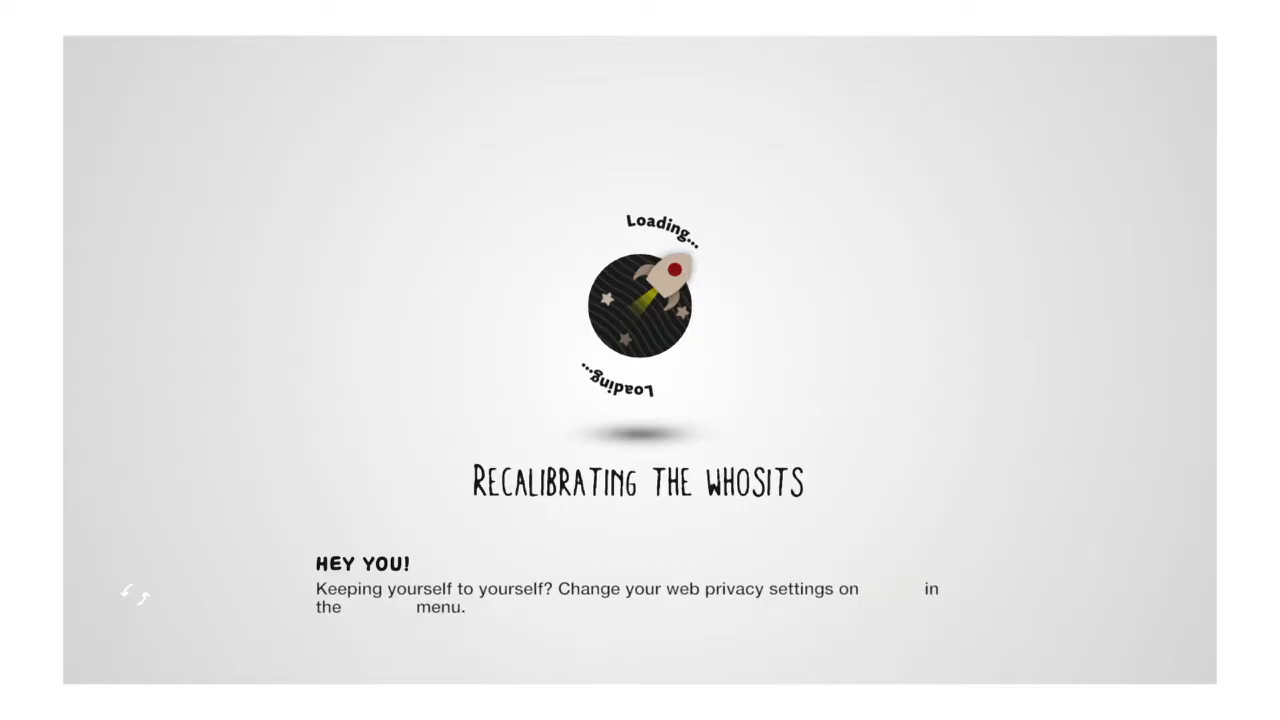 Loading...
Loading...
Recalibrating the whosits
HEY YOU!
Keeping yourself to yourself? Change your web privacy settings on in
the menu.